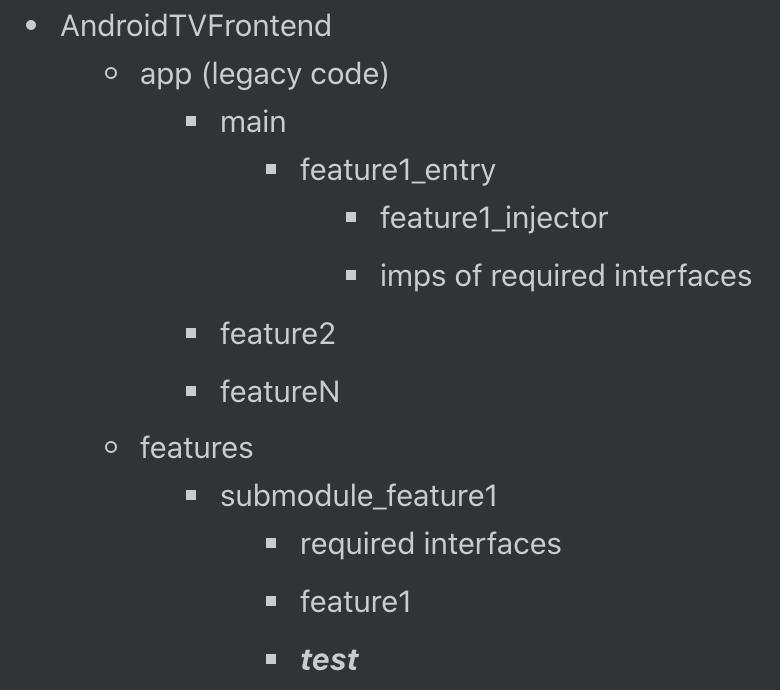 AndroidTVFrontend
app (legacy code)
main
feature1_entry
feature1_injector
imps of required interfaces
feature2
featureN
features
submodule_feature1
required interfaces
feature1
test